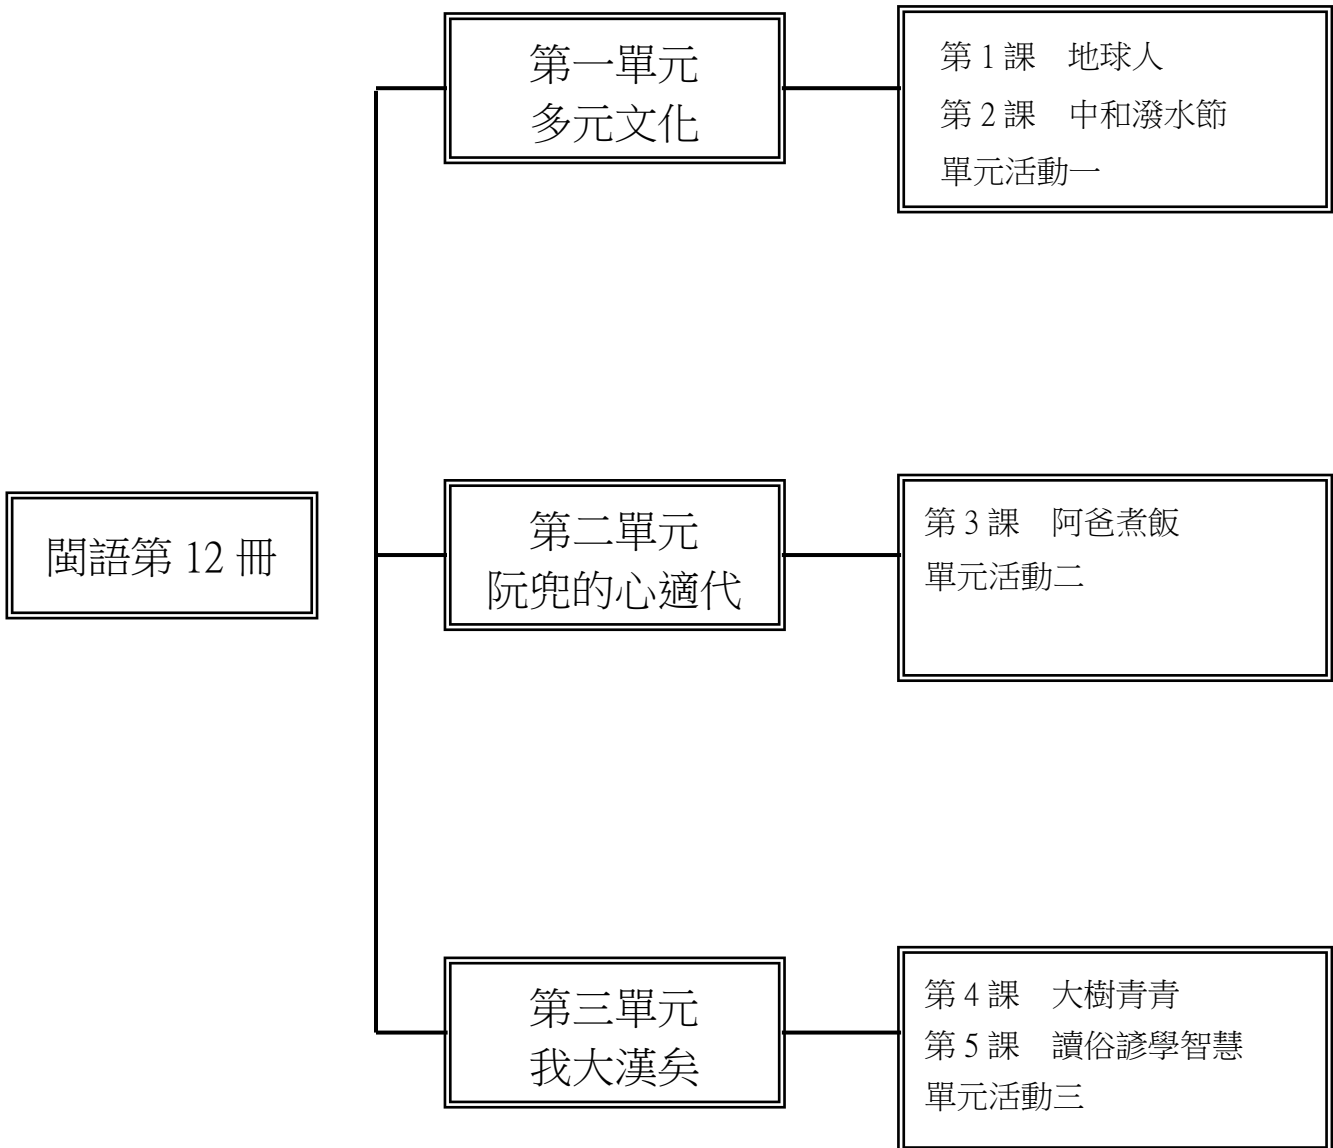 閩語第 12 冊
第一單元
多元文化
第 1 課　地球人
第 2 課　中和潑水節
單元活動一
第二單元
阮兜的心適代
第 3 課　阿爸煮飯
單元活動二
第三單元
我大漢矣
第 4 課　大樹青青
第 5 課　讀俗諺學智慧
單元活動三